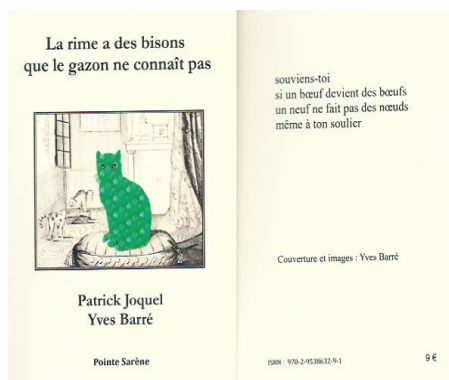 La rime a des bisons
que le gazon ne connaît pas
Patrick Joquel
Yves Barré
Pointe Sarène
souviens-toi
si un bœuf devient des bœufs
un neuf ne fait pas des nœuds
même à ton soulier
Couverture et images : Yves Barré
ISBN : 978-2-9538632-9-1
9 €